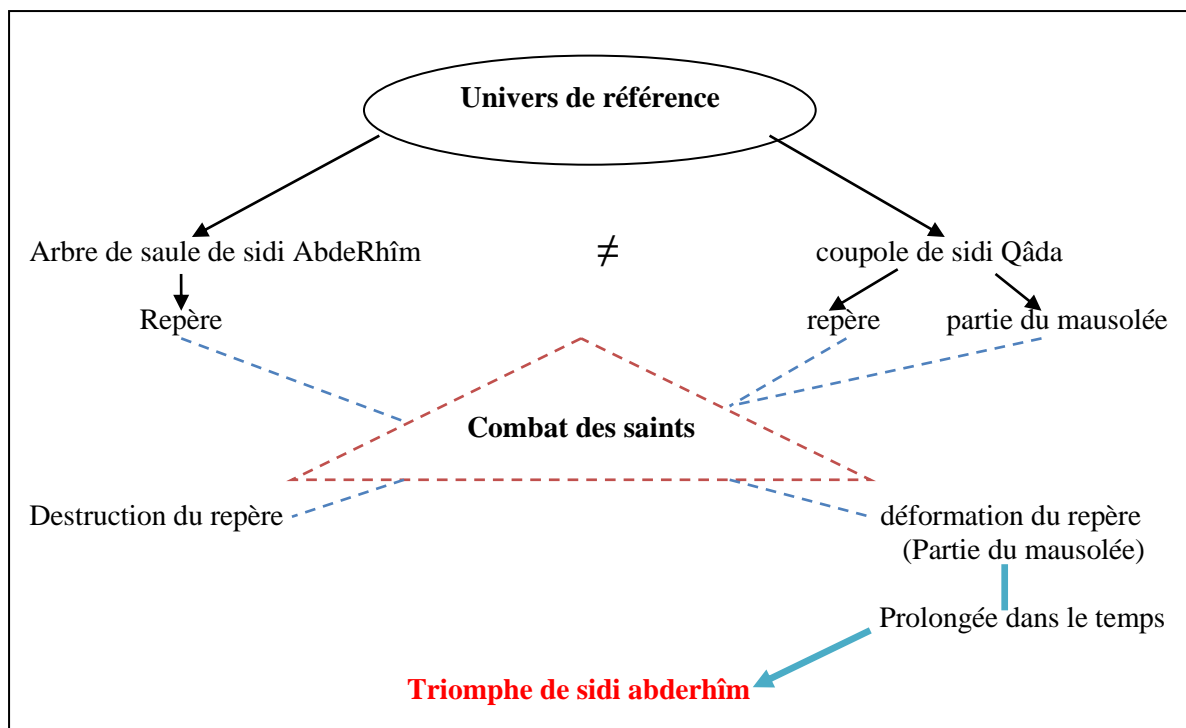 Univers de référence
Arbre de saule de sidi AbdeRhîm
≠
coupole de sidi Qâda
Repère
repère
partie du mausolée
Combat des saints
Destruction du repère
déformation du repère
(Partie du mausolée)
Prolongée dans le temps
Triomphe de sidi abderhîm